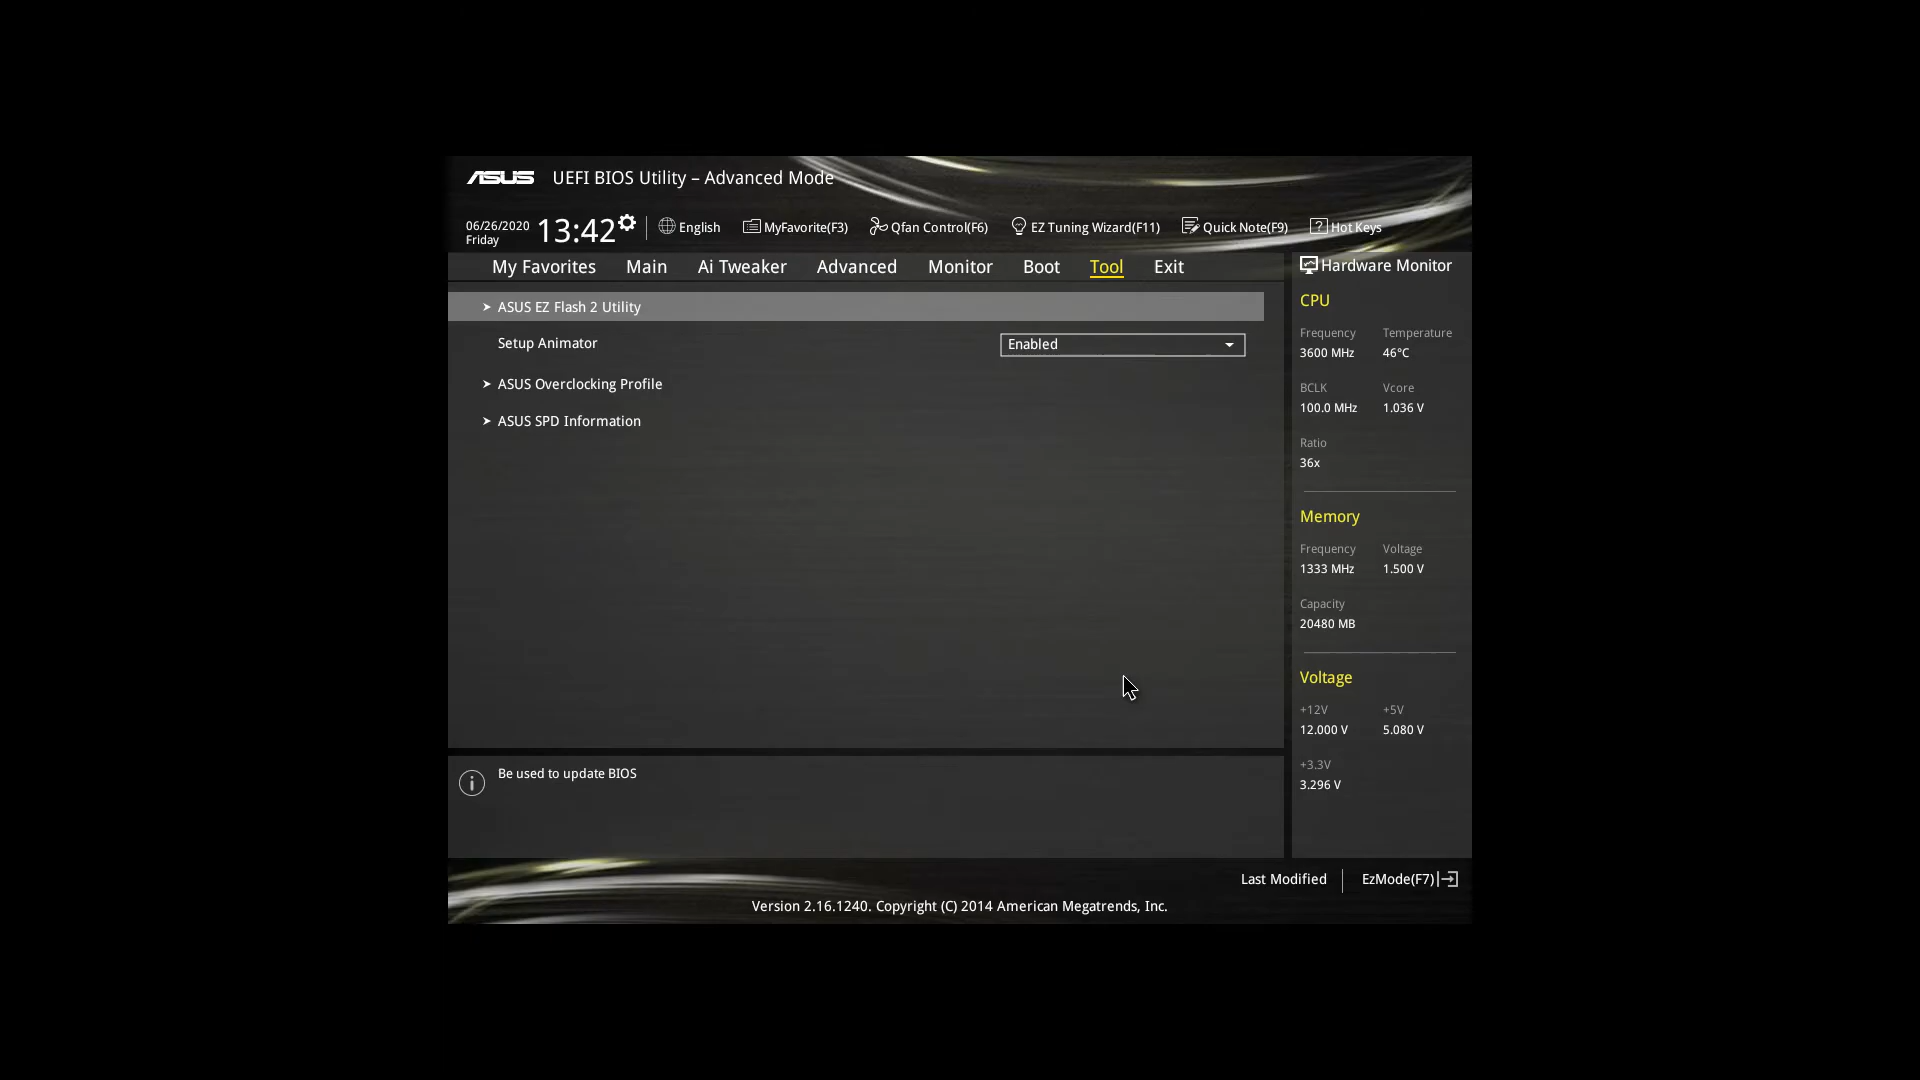 ASUS UEFI BIOS Utility – Advanced Mode
06/26/2020
Friday
13:42
English
MyFavorite(F3)
Qfan Control(F6)
EZ Tuning Wizard(F11)
Quick Note(F9)
? Hot Keys
My Favorites
Main
Ai Tweaker
Advanced
Monitor
Boot
Tool
Exit
ASUS EZ Flash 2 Utility
Setup Animator
Enabled
ASUS Overclocking Profile
ASUS SPD Information
Be used to update BIOS
Hardware Monitor
CPU
Frequency Temperature
3600 MHz 46°C
BCLK Vcore
100.0 MHz 1.036 V
Ratio
36x
Memory
Frequency Voltage
1333 MHz 1.500 V
Capacity
20480 MB
Voltage
+12V +5V
12.000 V 5.080 V
+3.3V
3.296 V
Last Modified
EzMode(F7)
Version 2.16.1240. Copyright (C) 2014 American Megatrends, Inc.